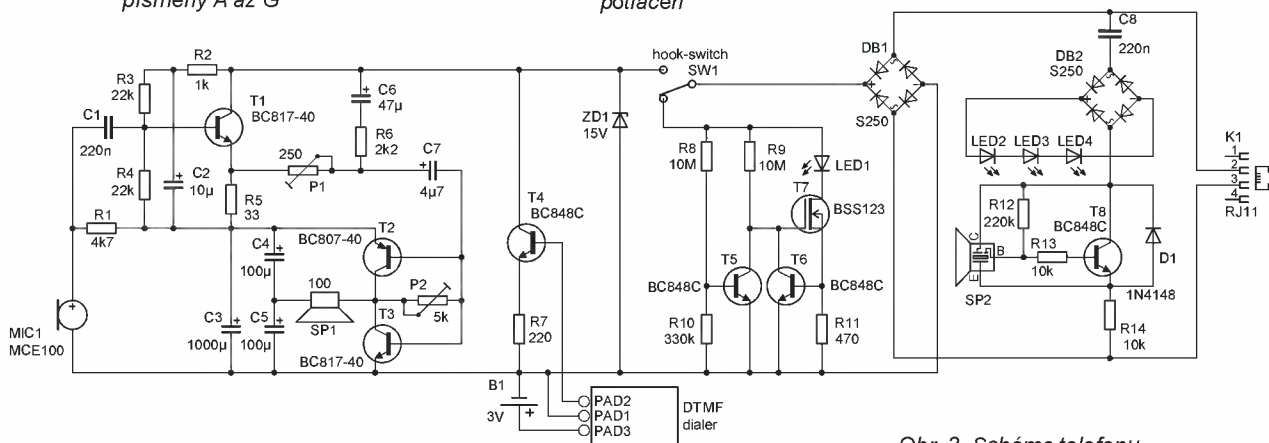 písmeny A až G
potlačen
R2
1k
R3
22k
C1
220n
T1
BC817-40
C6
47µ
R6
2k2
C7
4µ7
250
P1
R4
22k
C2
10µ
R5
33
R1
4k7
T2
BC807-40
C4
100µ
100
SP1
P2
5k
T3
BC817-40
C3
1000µ
C5
100µ
MIC1
MCE100
T4
BC848C
R7
220
ZD1
15V
B1
3V
PAD2
PAD1
PAD3
DTMF
dialer
hook-switch
SW1
R8
10M
R9
10M
LED1
T7
BSS123
T5
BC848C
T6
BC848C
R10
330k
R11
470
DB1
S250
C8
220n
DB2
S250
LED2
LED3
LED4
K1
1
2
3
4
RJ11
R12
220k
T8
BC848C
R13
10k
C
B
E
SP2
D1
1N4148
R14
10k
Obr. 2. Schéma telefonu